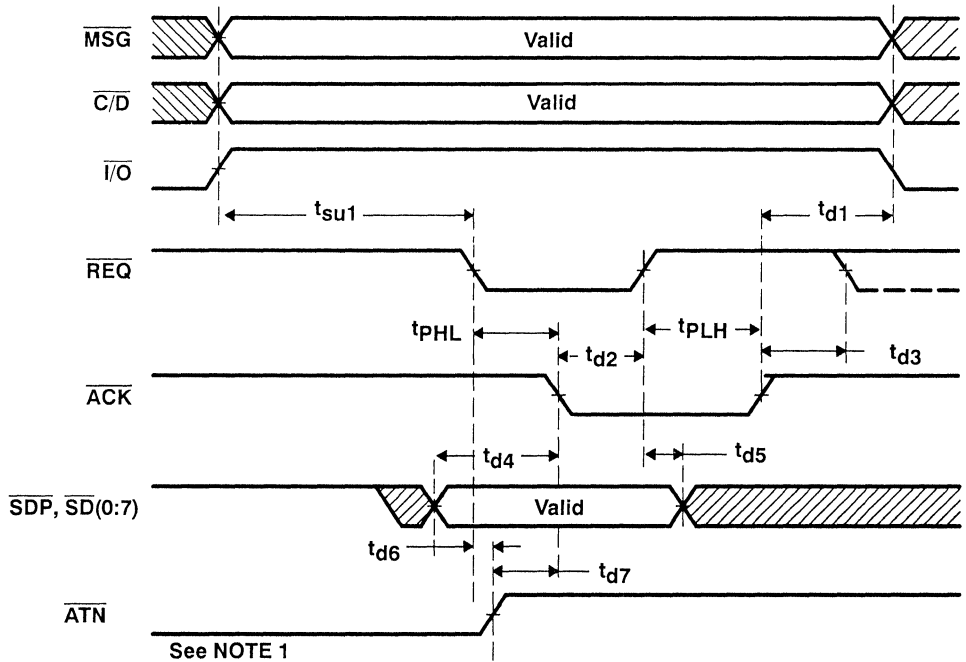 MSG Valid
C/D Valid
I/O
tsu1 td1
REQ
tPHL td2 tPLH td3
ACK
td4 td5
SDP, SD(0:7) Valid
td6 td7
ATN
See NOTE 1